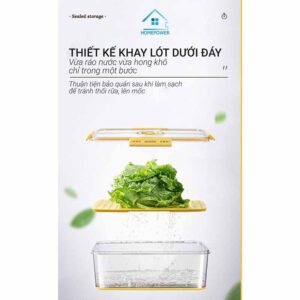 Sealed storage
HOMEPOWER
THIẾT KẾ KHAY LÓT DƯỚI ĐÁY
Vừa ráo nước vừa hong khô
chỉ trong một bước
Thuận tiện bảo quản sau khi làm sạch
để tránh thối rữa, lên mốc